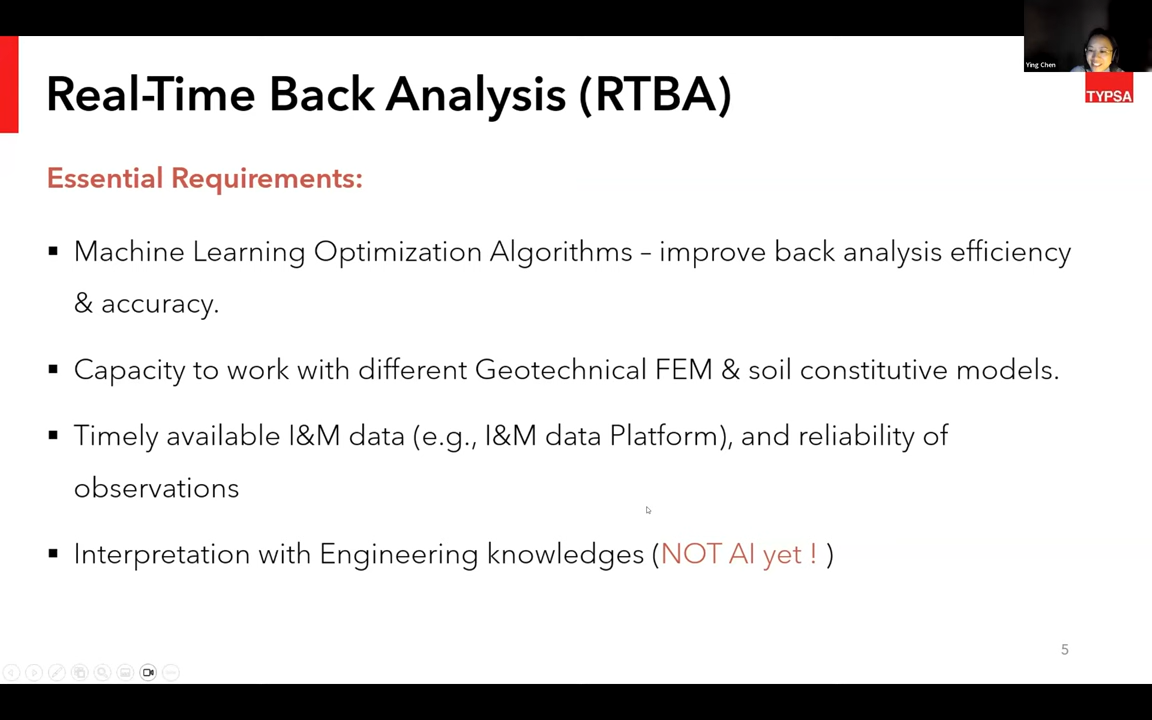 Ying Chen
Real-Time Back Analysis (RTBA)
TYPSA
Essential Requirements:
▪ Machine Learning Optimization Algorithms – improve back analysis efficiency
& accuracy.
▪ Capacity to work with different Geotechnical FEM & soil constitutive models.
▪ Timely available I&M data (e.g., I&M data Platform), and reliability of
observations
▪ Interpretation with Engineering knowledges (NOT AI yet ! )
5